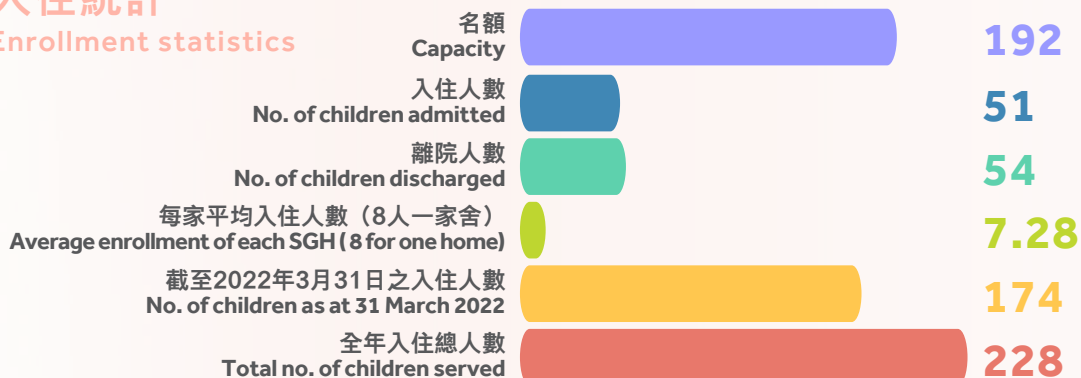 入住統計
Enrollment statistics
名額
Capacity
192
入住人數
No. of children admitted
51
離院人數
No. of children discharged
54
每家平均入住人數（8人一家舍）
Average enrollment of each SGH ( 8 for one home)
7.28
截至2022年3月31日之入住人數
No. of children as at 31 March 2022
174
全年入住總人數
Total no. of children served
228